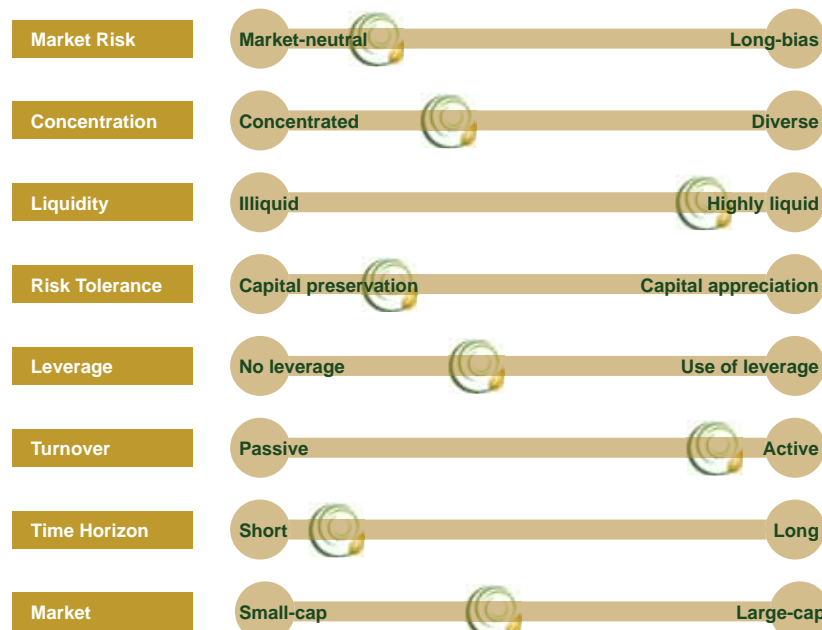 Market Risk Market-neutral Long-bias
Concentration Concentrated Diverse
Liquidity Illiquid Highly liquid
Risk Tolerance Capital preservation Capital appreciation
Leverage No leverage Use of leverage
Turnover Passive Active
Time Horizon Short Long
Market Small-cap Large-cap